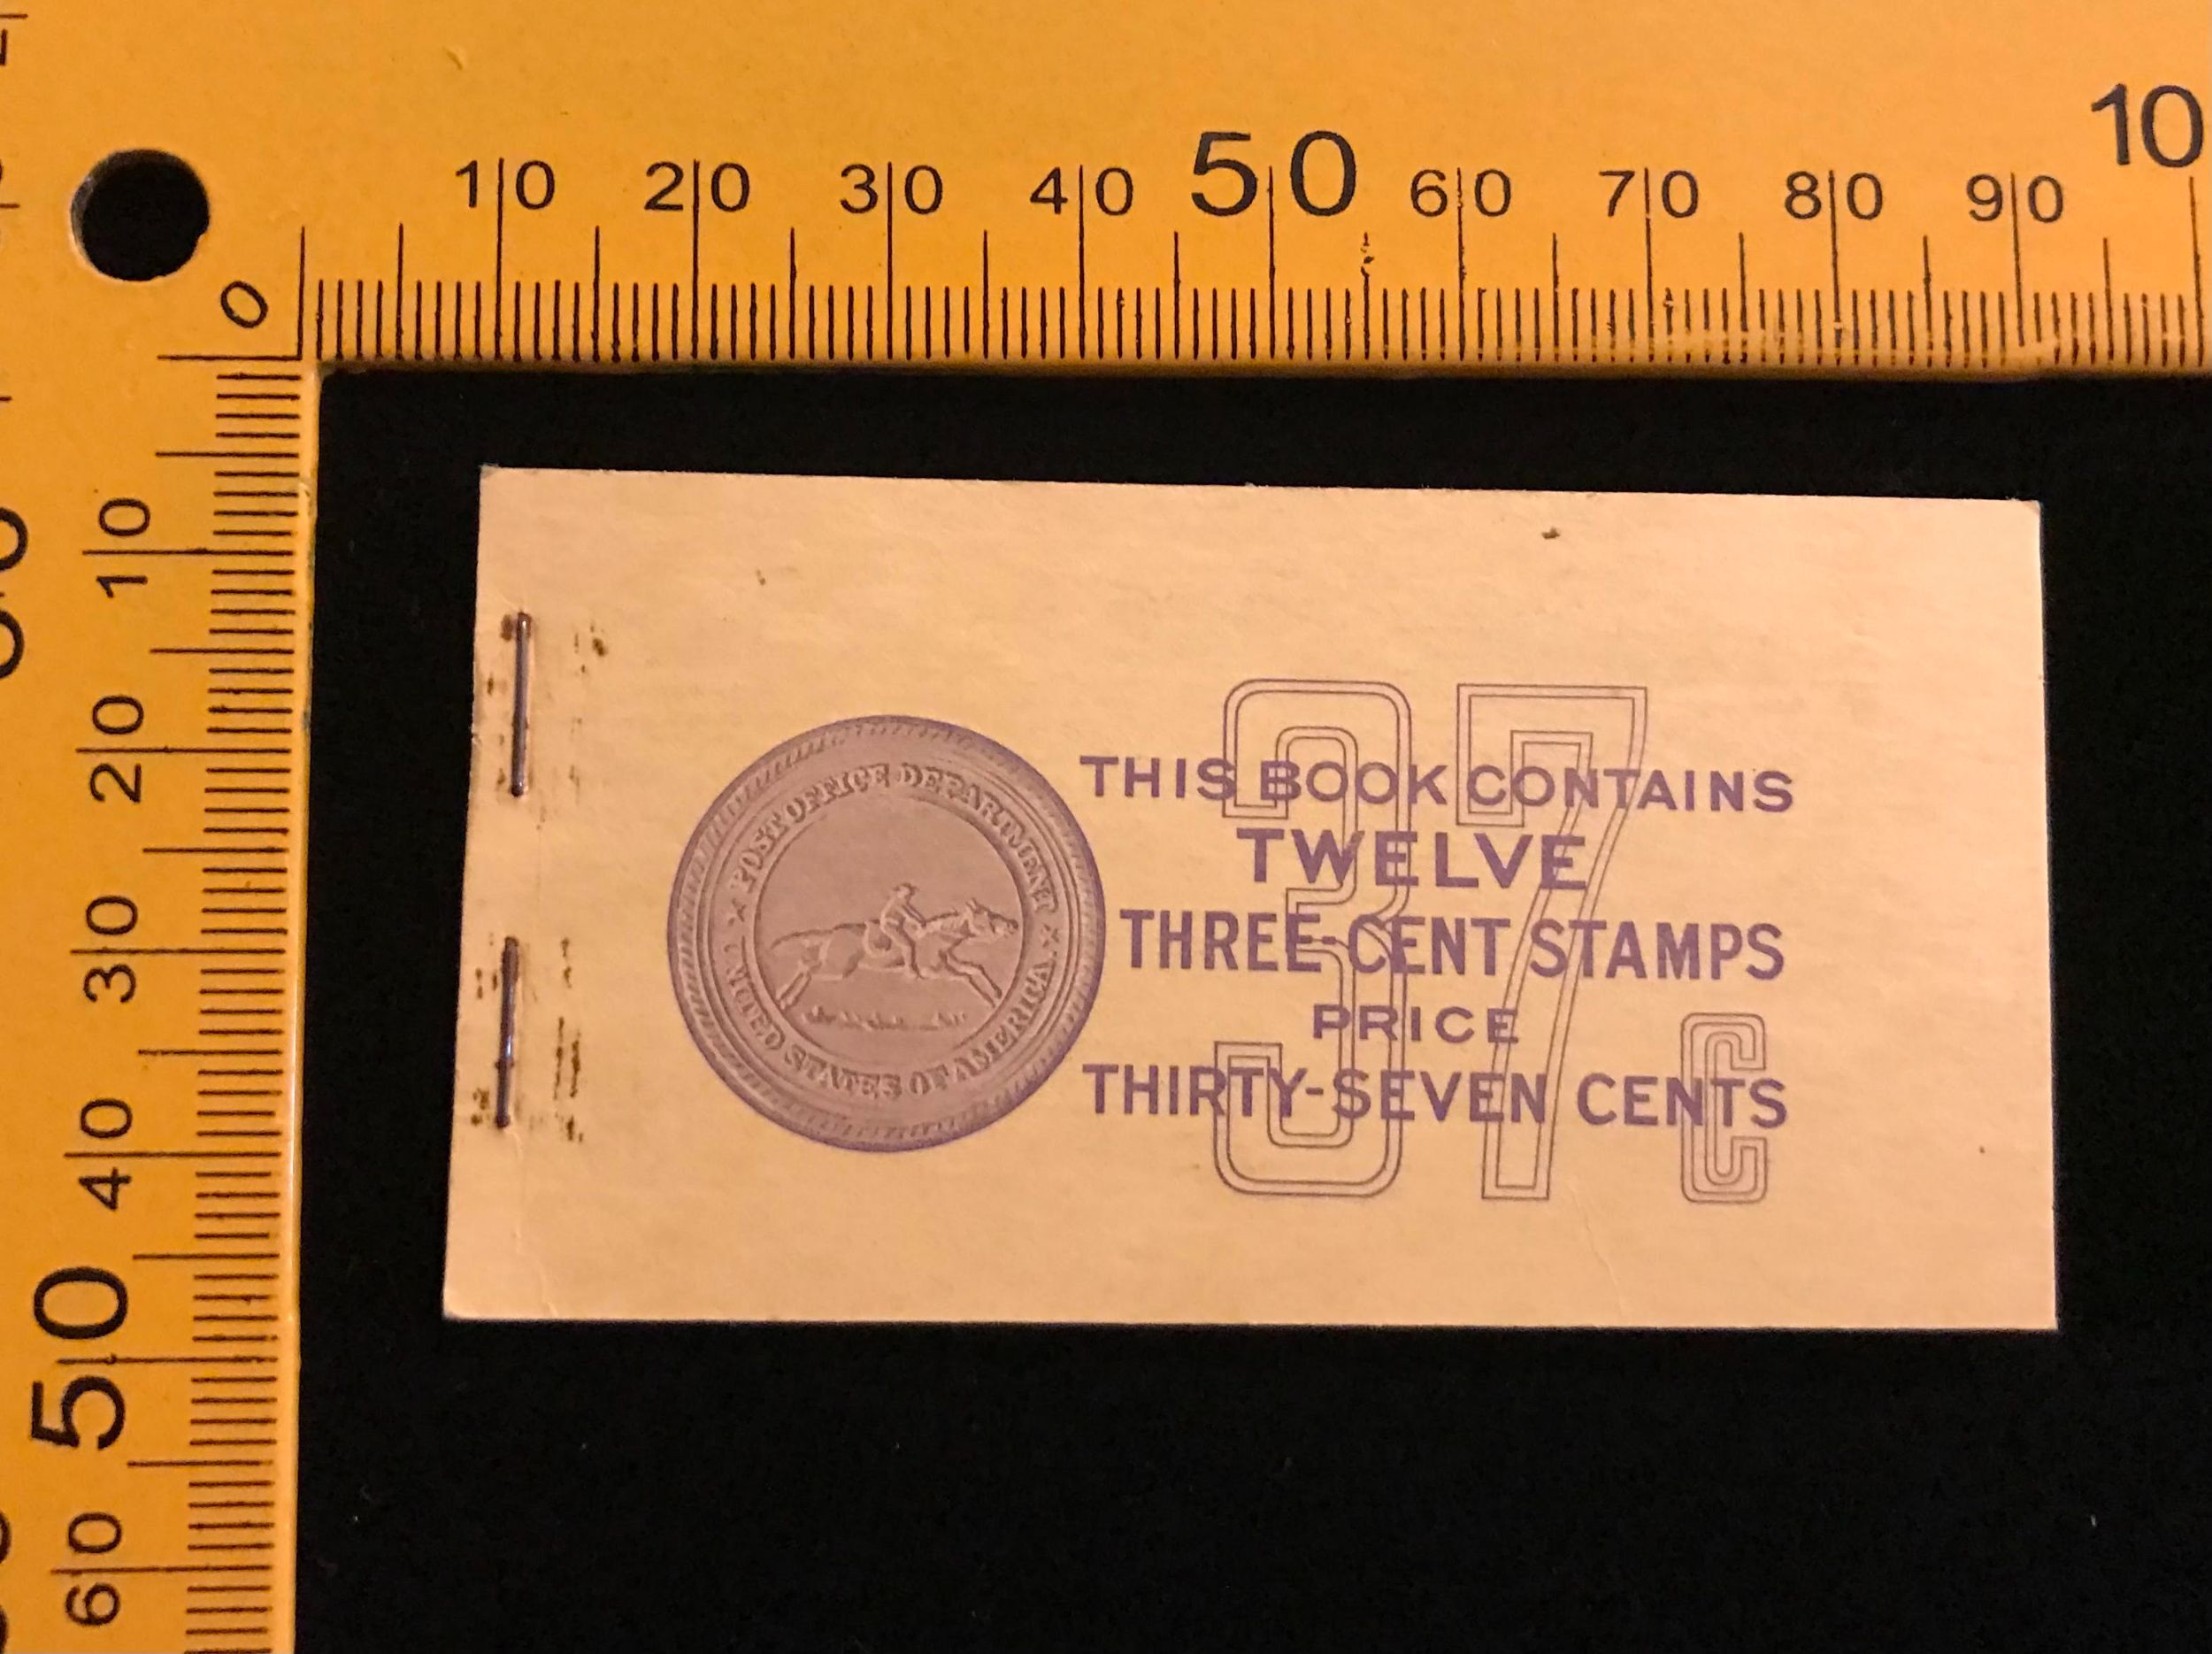 10 20 30 40 50 60 70 80 90 10
0
10
20
30
40
50
60
POST OFFICE DEPARTMENT
UNITED STATES OF AMERICA
37C
THIS BOOK CONTAINS
TWELVE
THREE-CENT STAMPS
PRICE
THIRTY-SEVEN CENTS